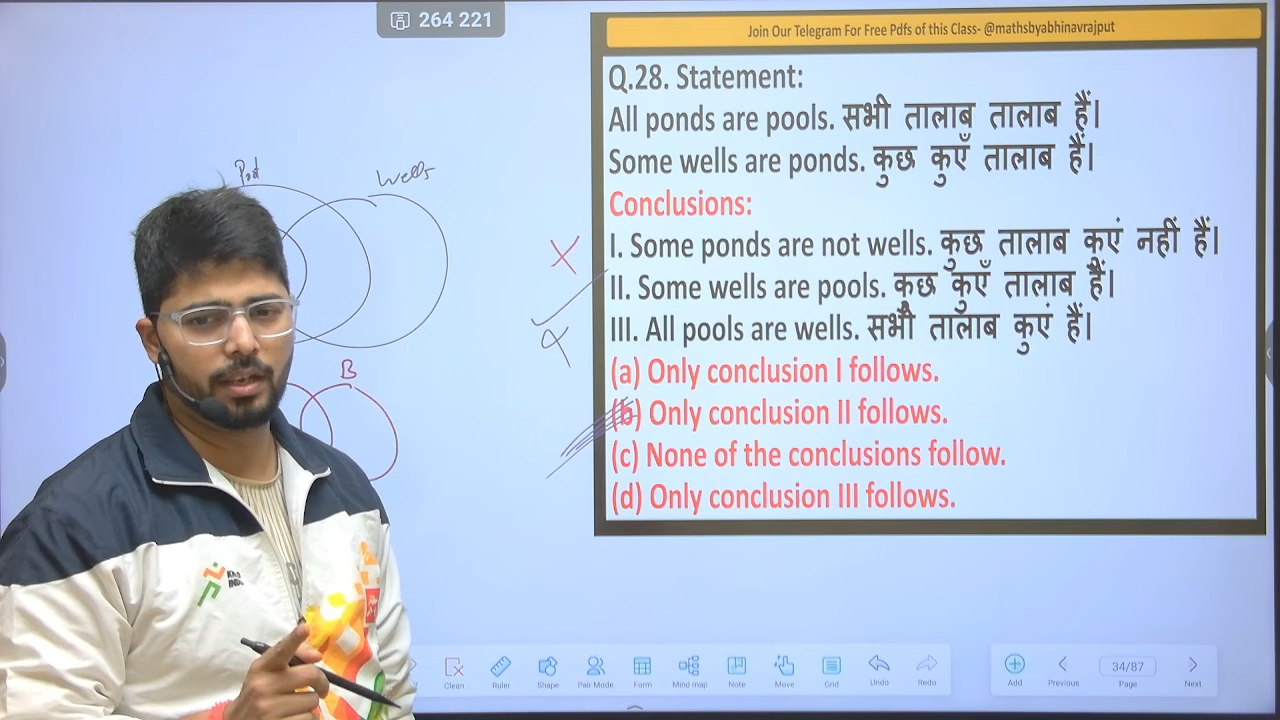 264 221
Join Our Telegram For Free Pdfs of this Class- @mathsbyabhinavrajput
Q.28. Statement:
All ponds are pools. सभी तालाब तालाब हैं।
Some wells are ponds. कुछ कुएँ तालाब हैं।
Conclusions:
I. Some ponds are not wells. कुछ तालाब कुएं नहीं हैं।
II. Some wells are pools. कुछ कुएँ तालाब हैं।
III. All pools are wells. सभी तालाब कुएं हैं।
(a) Only conclusion I follows.
(b) Only conclusion II follows.
(c) None of the conclusions follow.
(d) Only conclusion III follows.
Wells
B
Clean
Ruler
Shape
Pair Mode
Form
Mind map
Note
Move
Grid
Undo
Redo
Add
Previous
34/87
Page
Next